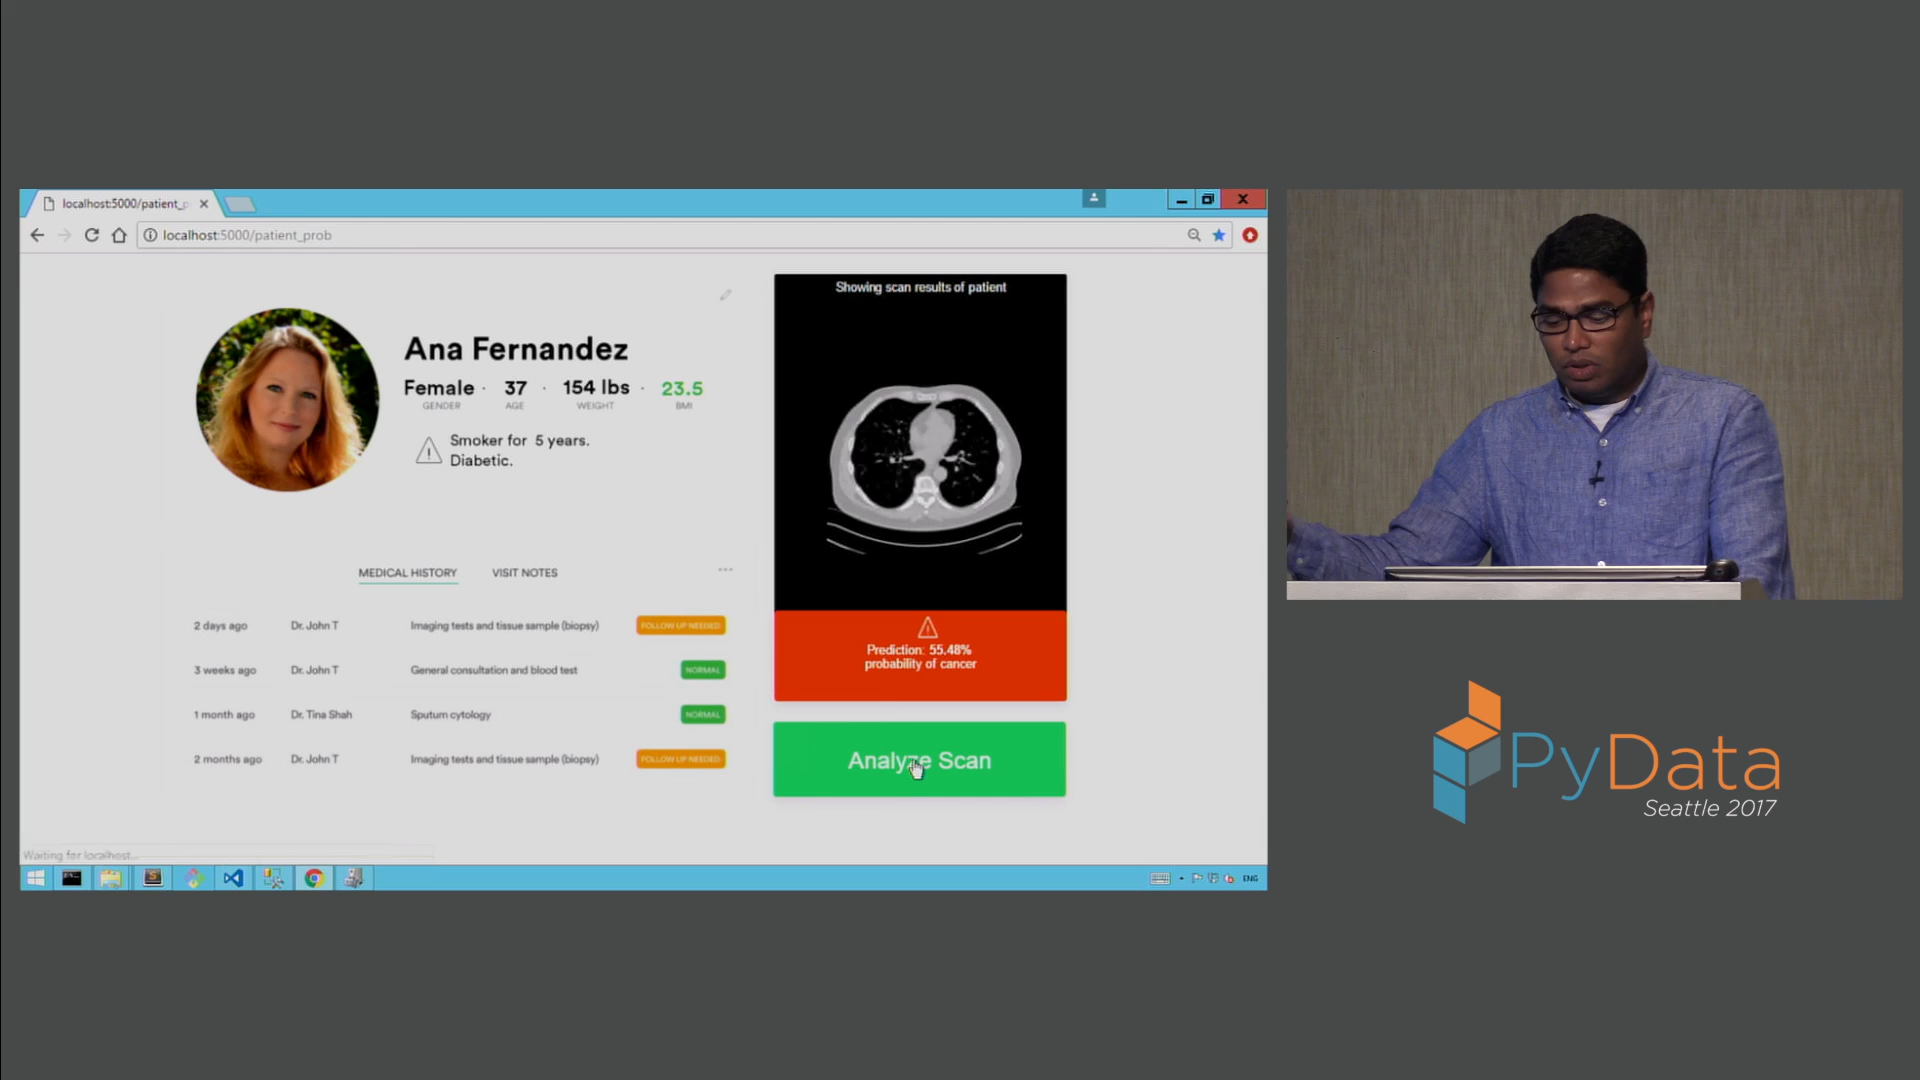 localhost:5000/patient_p
localhost:5000/patient_prob
Ana Fernandez
Female · 37 · 154 lbs · 23.5
GENDER AGE WEIGHT BMI
Smoker for 5 years.
Diabetic.
MEDICAL HISTORY VISIT NOTES
2 days ago Dr. John T Imaging tests and tissue sample (biopsy) FOLLOW UP NEEDED
3 weeks ago Dr. John T General consultation and blood test NORMAL
1 month ago Dr. Tina Shah Sputum cytology NORMAL
2 months ago Dr. John T Imaging tests and tissue sample (biopsy) FOLLOW UP NEEDED
Showing scan results of patient
Prediction: 55.48%
probability of cancer
Analyze Scan
Waiting for localhost...
ENG
PyData
Seattle 2017